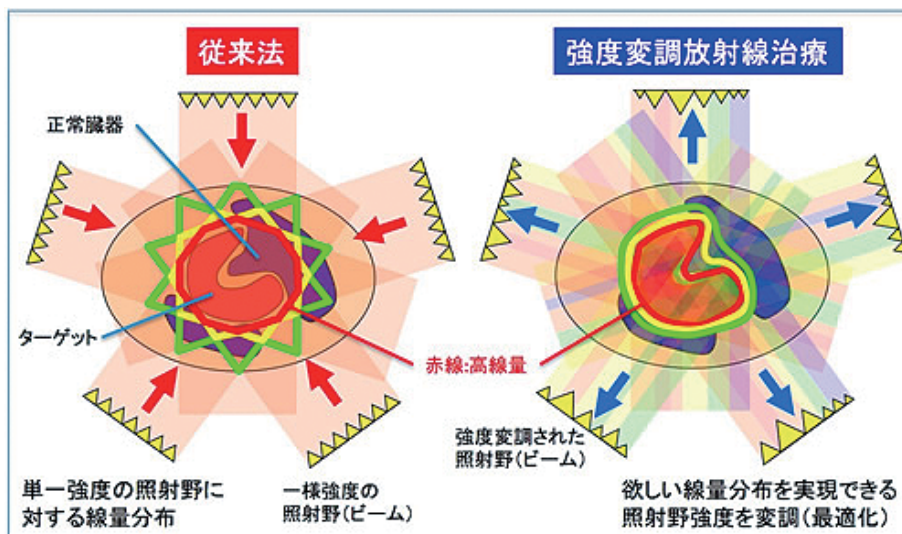 従来法
強度変調放射線治療
正常臓器
ターゲット
赤線:高線量
強度変調された
照射野(ビーム)
単一強度の照射野に
対する線量分布
一様強度の
照射野(ビーム)
欲しい線量分布を実現できる
照射野強度を変調(最適化)